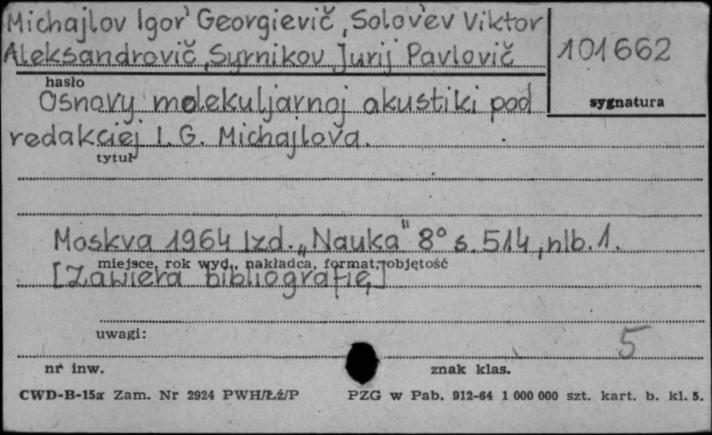 Michajlov Igor' Georgievič, Solov'ev Viktor
Aleksandrovič, Syrnikov Jurij Pavlovič
101662
hasło
sygnatura
Osnovy molekuljarnoj akustiki pod
redakciej I. G. Michajlova.
tytuł
Moskva 1964 Izd. „Nauka" 8° s. 514, nlb. 1.
miejsce, rok wyd., nakładca, format, objętość
[Zawiera bibliografię]
uwagi:
5
nr inw.
znak klas.
CWD-B-15a Zam. Nr 2924 PWH/Łź/P
PZG w Pab. 912-64 1 000 000 szt. kart. b. kl. 5.